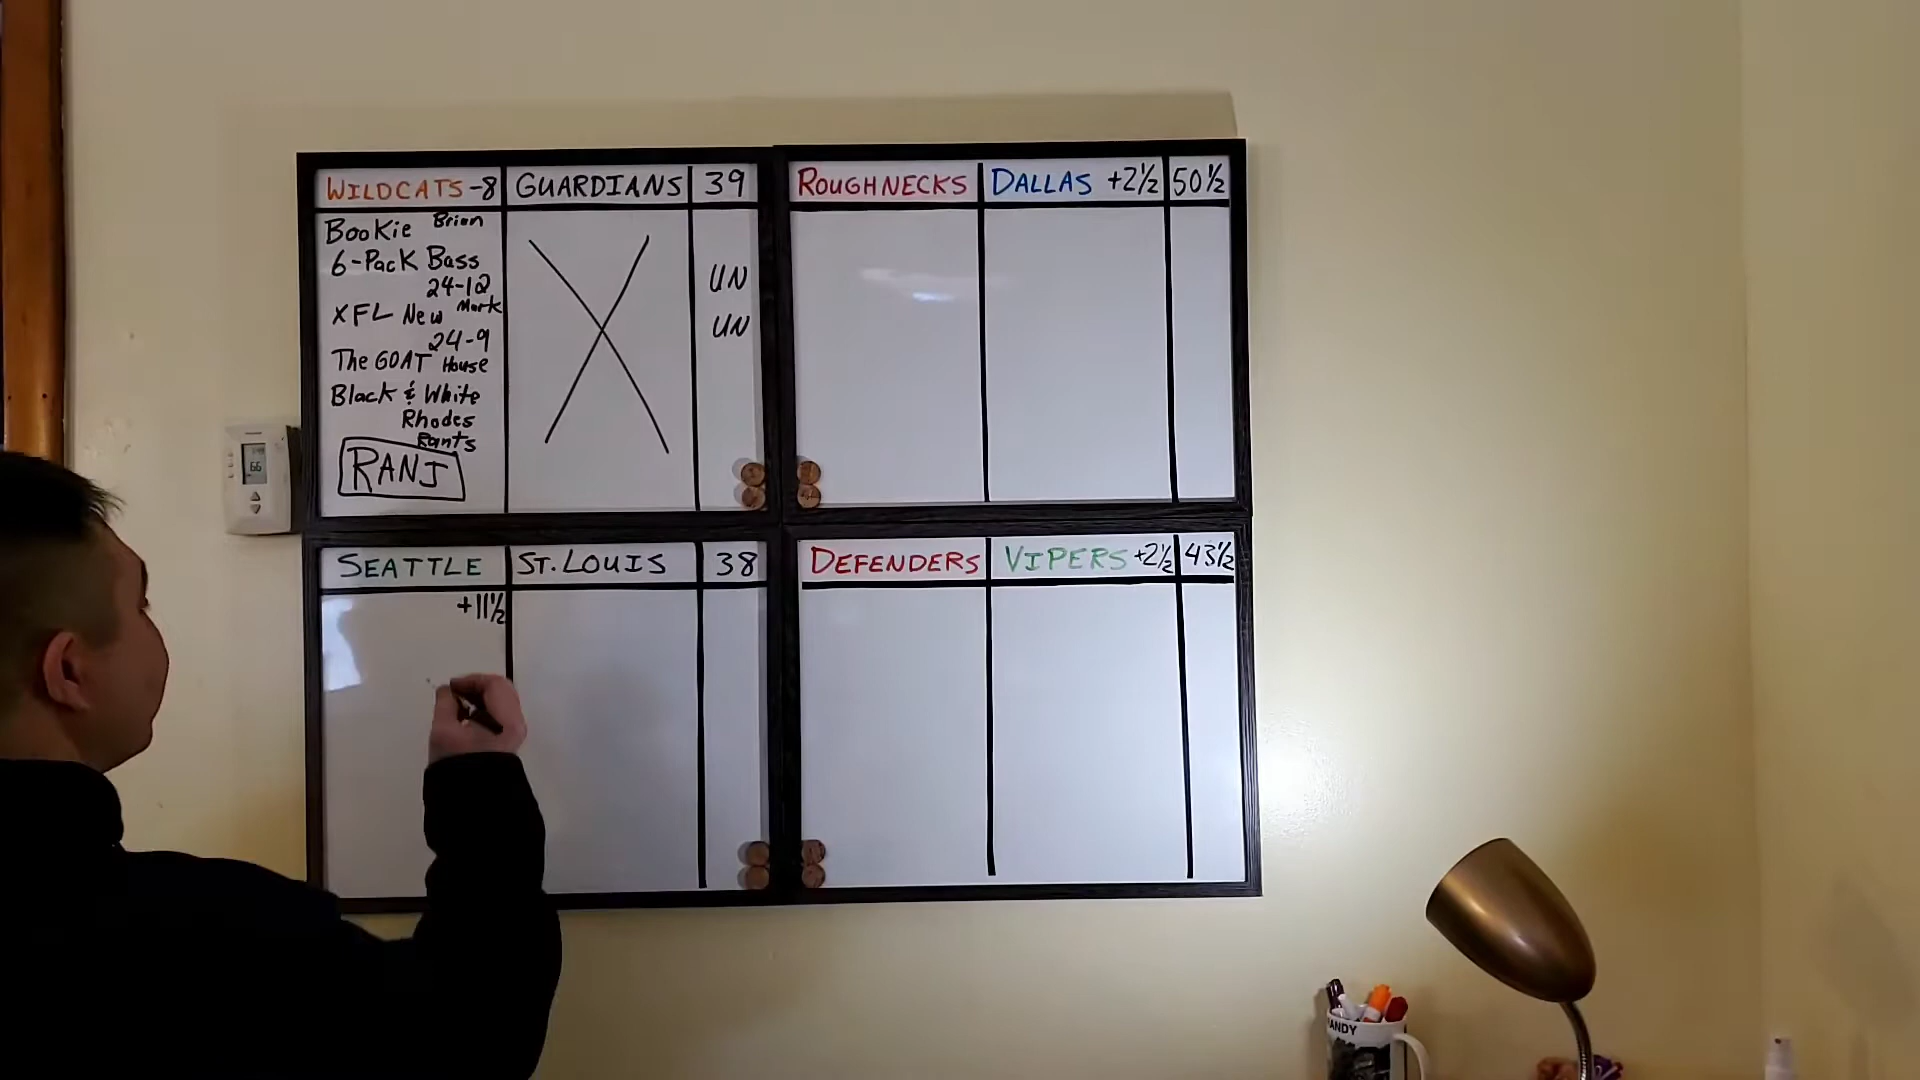 WILDCATS -8 GUARDIANS 39
Bookie Brian
6-Pack Bass
24-12
XFL New Mark
24-9
The GOAT House
Black & White
Rhodes
Rants
RANJ
UN
UN
ROUGHNECKS DALLAS +2½ 50½
SEATTLE ST. LOUIS 38
+11½
DEFENDERS VIPERS +2½ 43½
66
ANDY